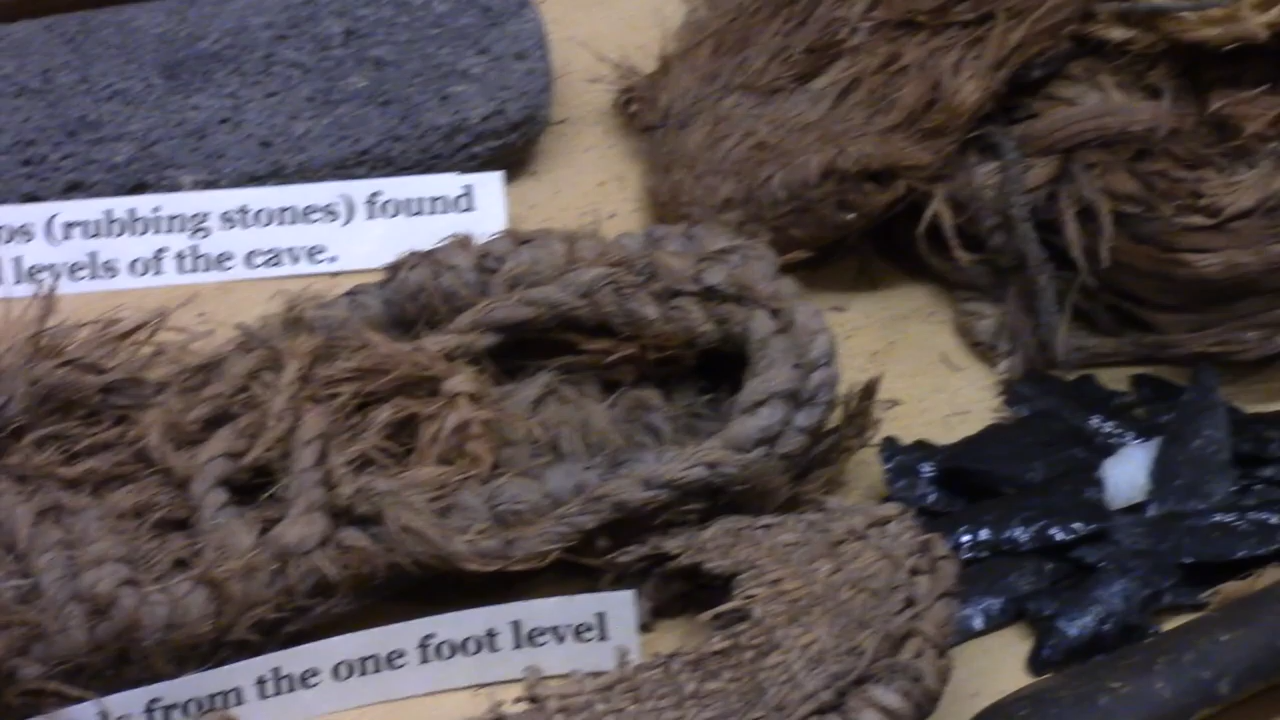 (rubbing stones) found
levels of the cave.
from the one foot level